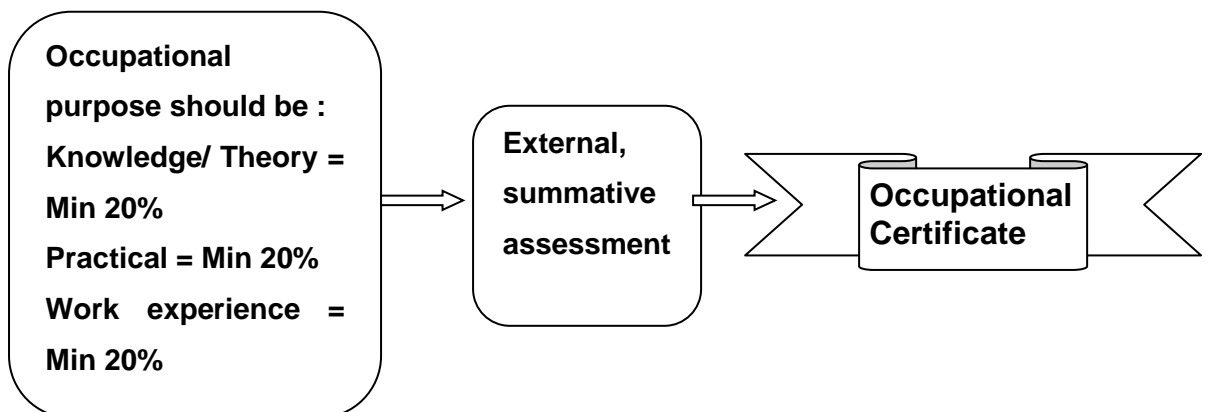 Occupational
purpose should be :
Knowledge/ Theory =
Min 20%
Practical = Min 20%
Work experience =
Min 20%
External,
summative
assessment
Occupational
Certificate